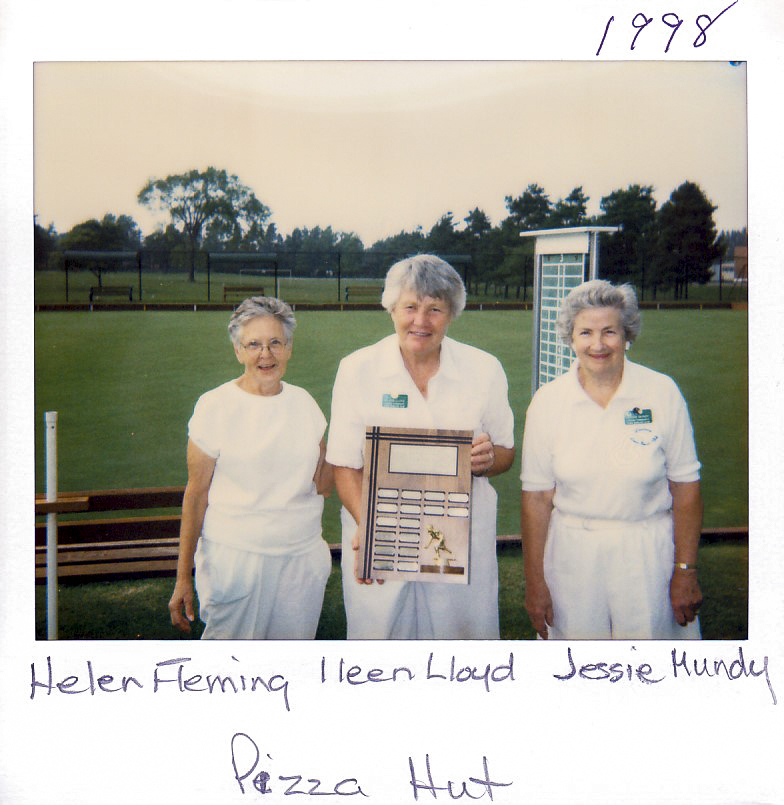 1998
Helen Fleming Ileen Lloyd Jessie Mundy
Pizza Hut